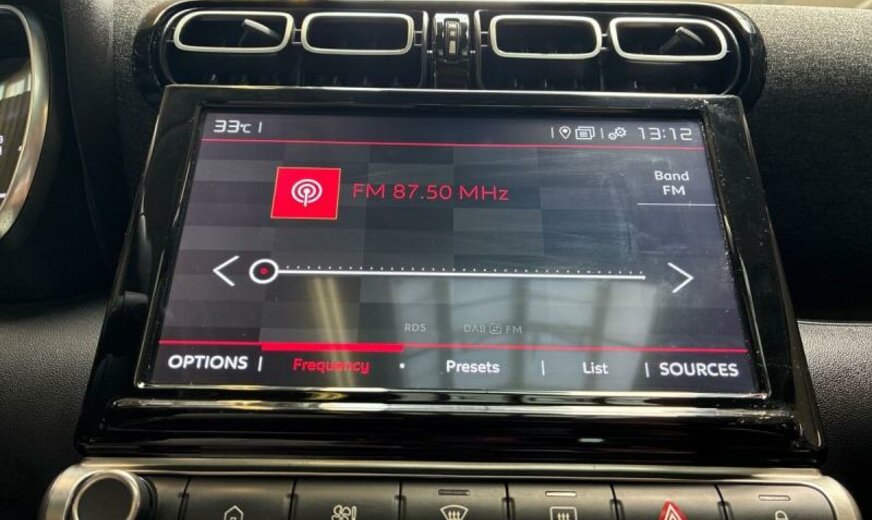 33°C 13:12
FM 87.50 MHz
Band
FM
RDS DAB FM
OPTIONS Frequency Presets List SOURCES